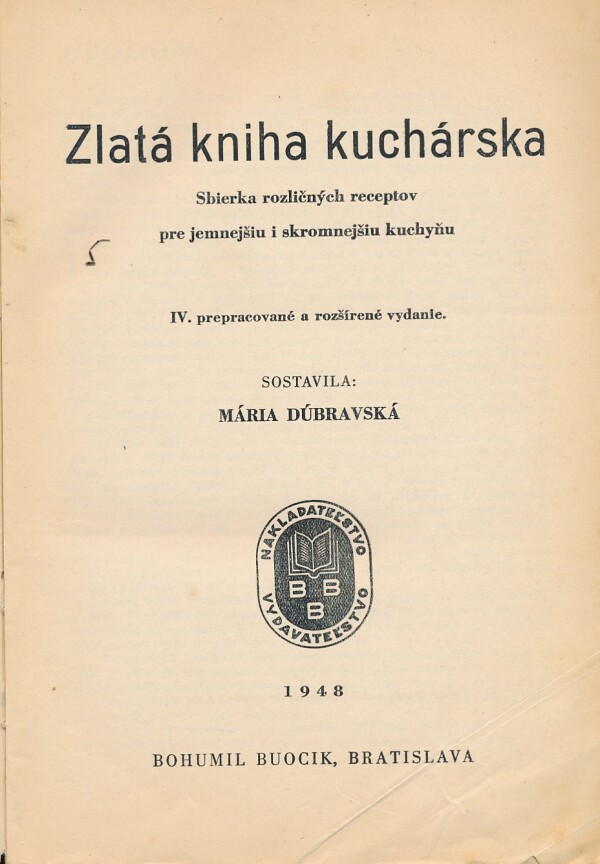 Zlatá kniha kuchárska
Sbierka rozličných receptov
pre jemnejšiu i skromnejšiu kuchyňu
IV. prepracované a rozšírené vydanie.
SOSTAVILA:
MÁRIA DÚBRAVSKÁ
NAKLADATEĽSTVO
B B
B
VYDAVATEĽSTVO
1948
BOHUMIL BUOCIK, BRATISLAVA